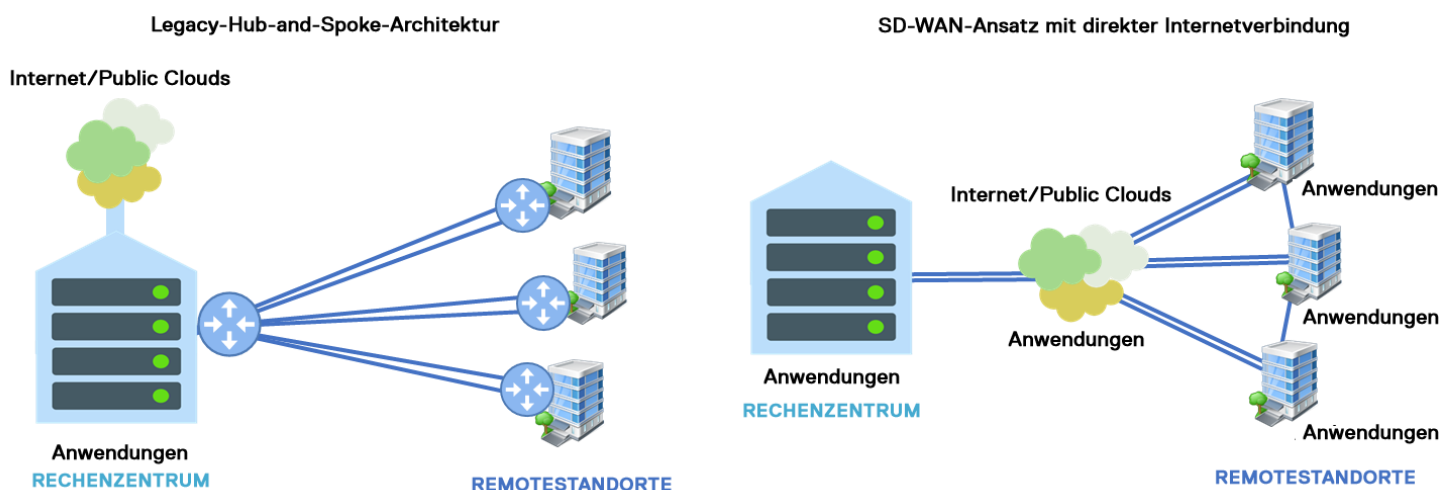 Legacy-Hub-and-Spoke-Architektur
Internet/Public Clouds
Anwendungen
RECHENZENTRUM
REMOTESTANDORTE
SD-WAN-Ansatz mit direkter Internetverbindung
Internet/Public Clouds
Anwendungen
Anwendungen
RECHENZENTRUM
Anwendungen
Anwendungen
Anwendungen
REMOTESTANDORTE